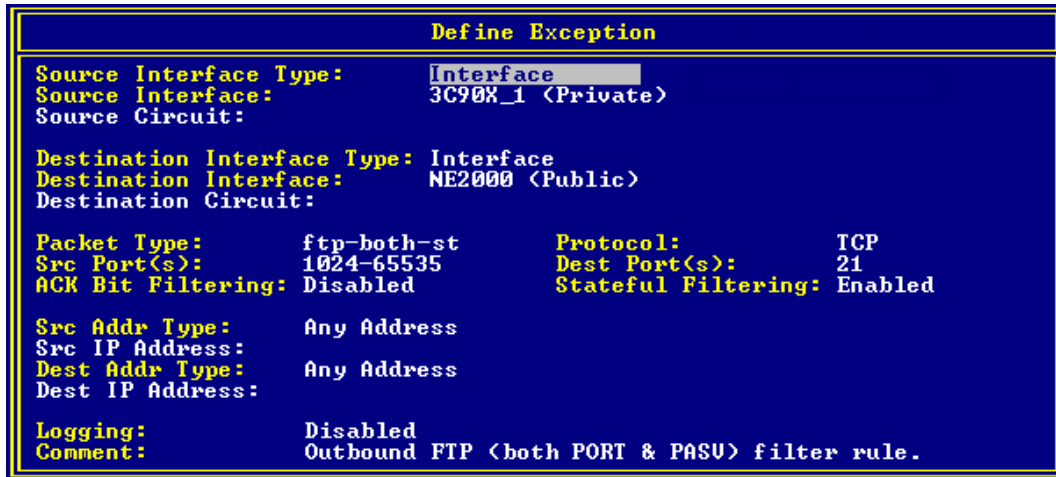 Define Exception
Source Interface Type: Interface
Source Interface: 3C90X_1 (Private)
Source Circuit:
Destination Interface Type: Interface
Destination Interface: NE2000 (Public)
Destination Circuit:
Packet Type: ftp-both-st Protocol: TCP
Src Port(s): 1024-65535 Dest Port(s): 21
ACK Bit Filtering: Disabled Stateful Filtering: Enabled
Src Addr Type: Any Address
Src IP Address:
Dest Addr Type: Any Address
Dest IP Address:
Logging: Disabled
Comment: Outbound FTP (both PORT & PASV) filter rule.